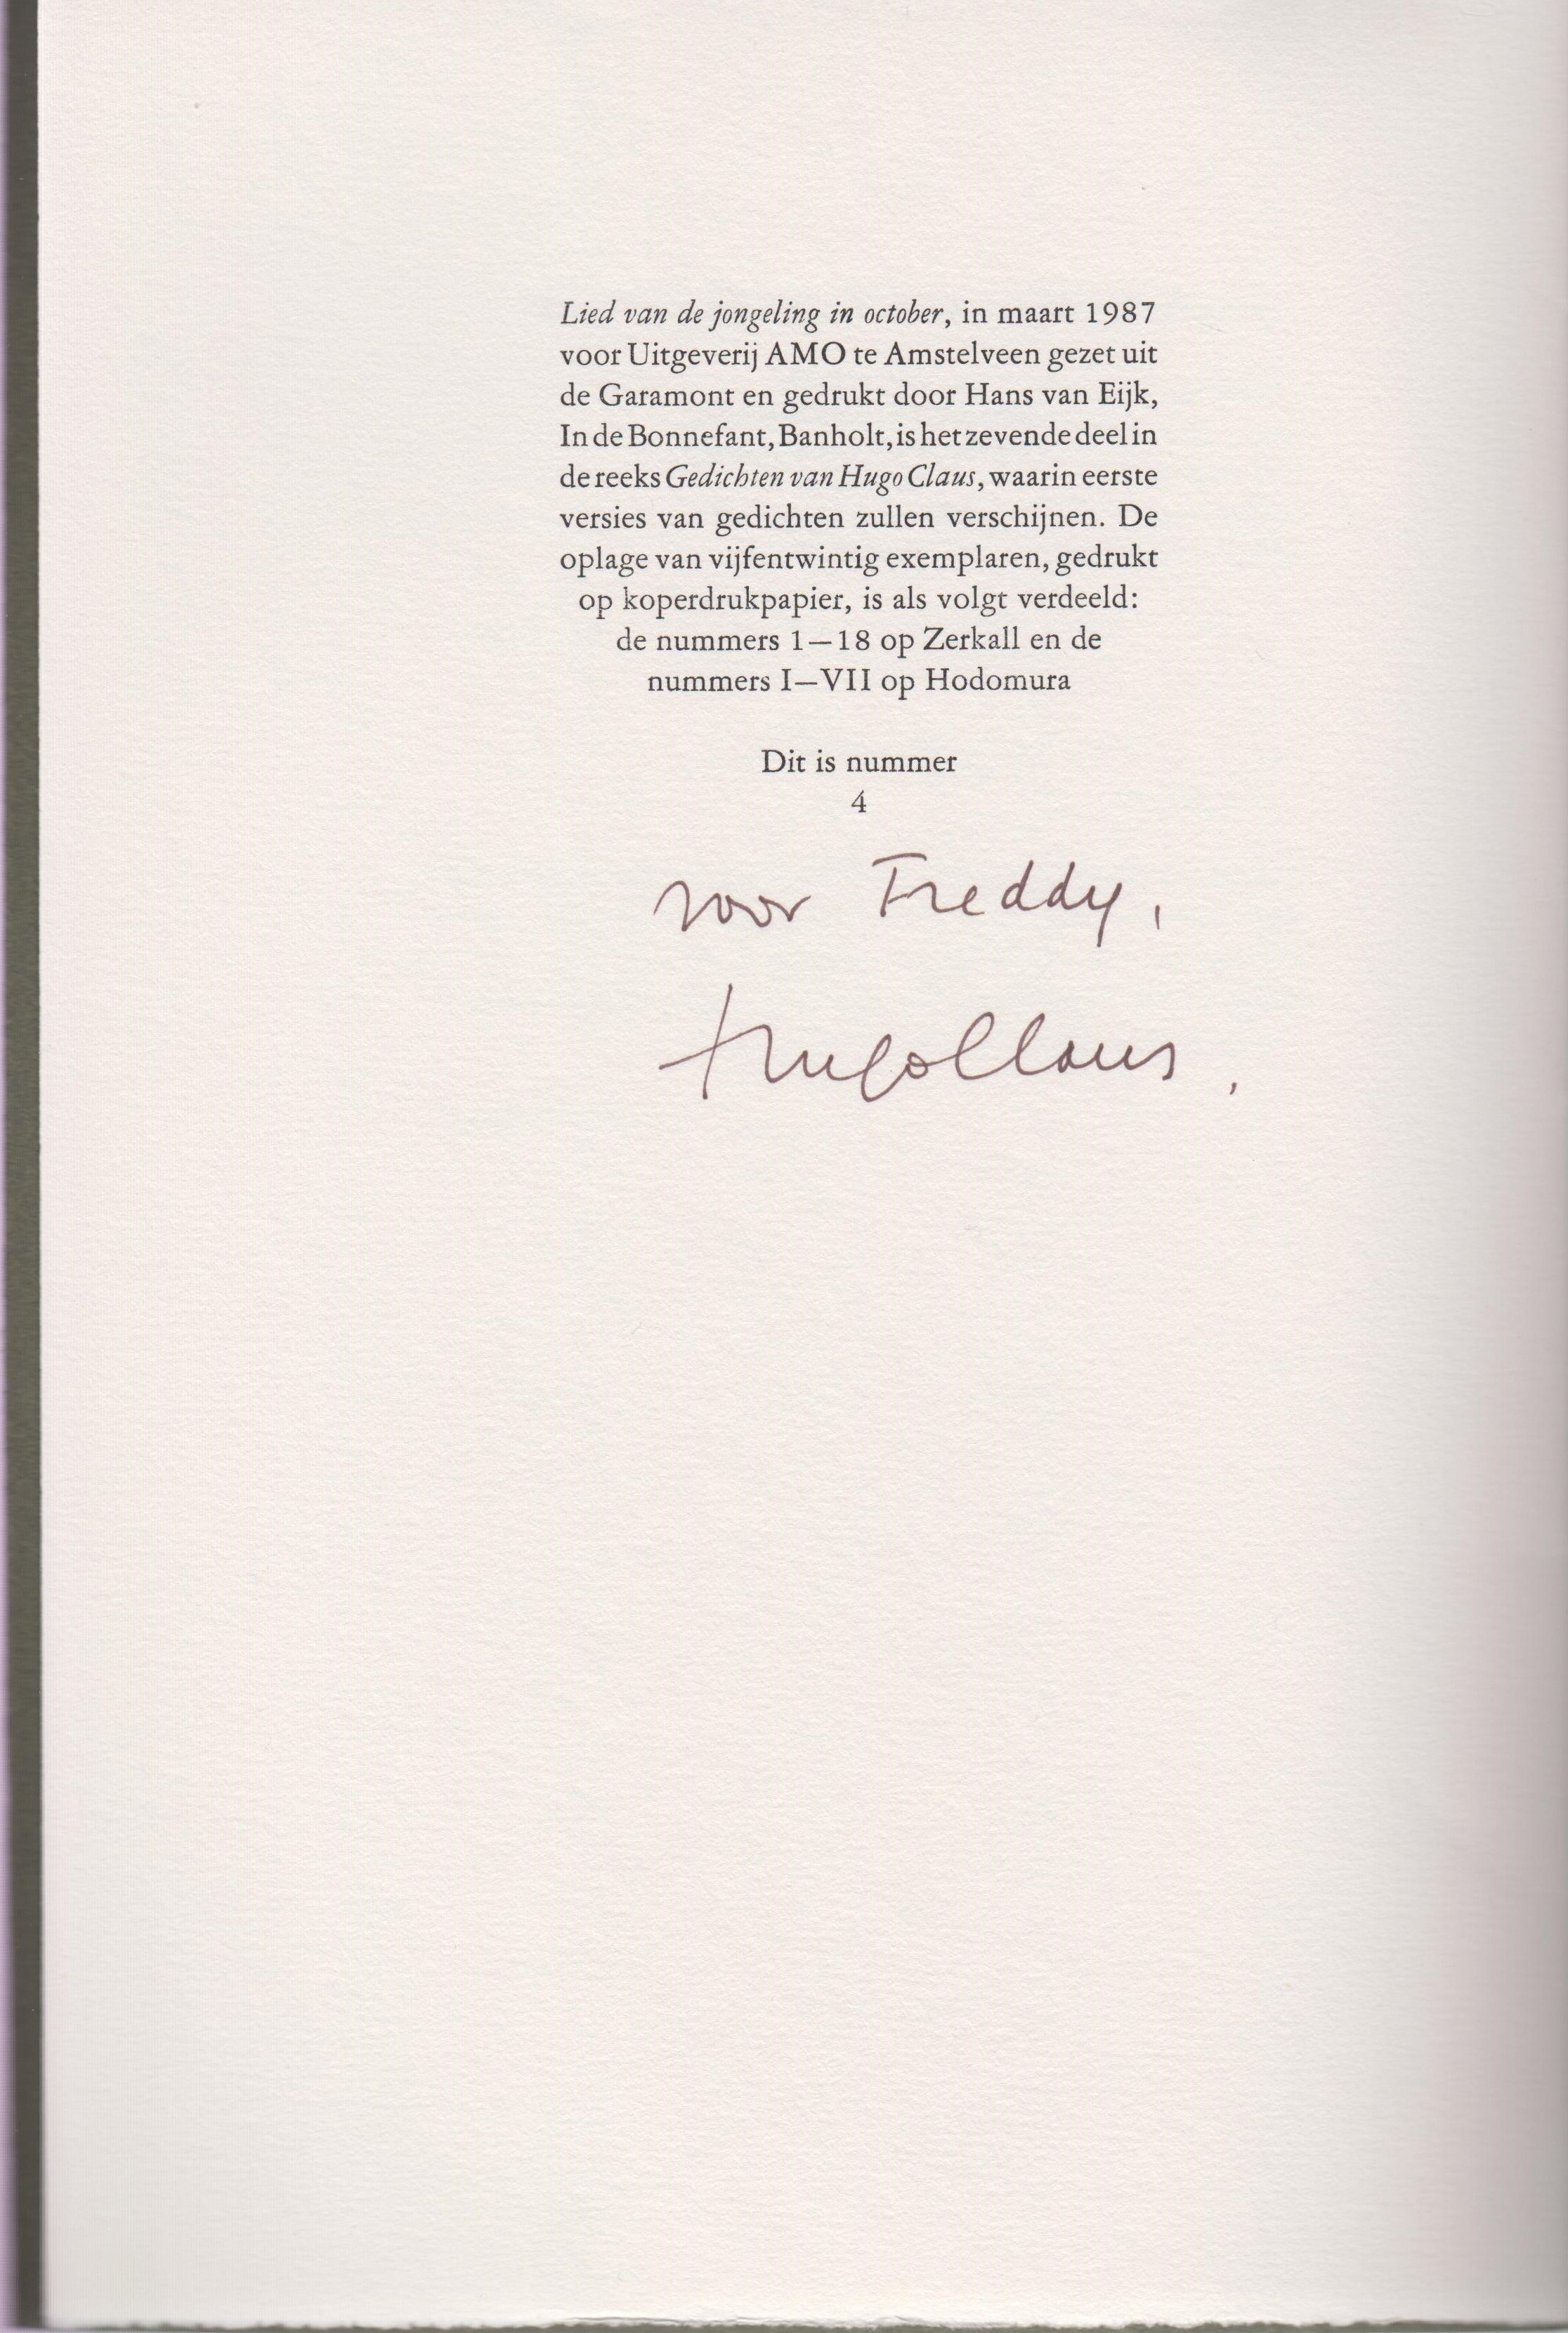 Lied van de jongeling in october, in maart 1987
voor Uitgeverij AMO te Amstelveen gezet uit
de Garamont en gedrukt door Hans van Eijk,
In de Bonnefant, Banholt, is het zevende deel in
de reeks Gedichten van Hugo Claus, waarin eerste
versies van gedichten zullen verschijnen. De
oplage van vijfentwintig exemplaren, gedrukt
op koperdrukpapier, is als volgt verdeeld:
de nummers 1—18 op Zerkall en de
nummers I—VII op Hodomura
Dit is nummer
4
voor Freddy,
Hugo Claus.